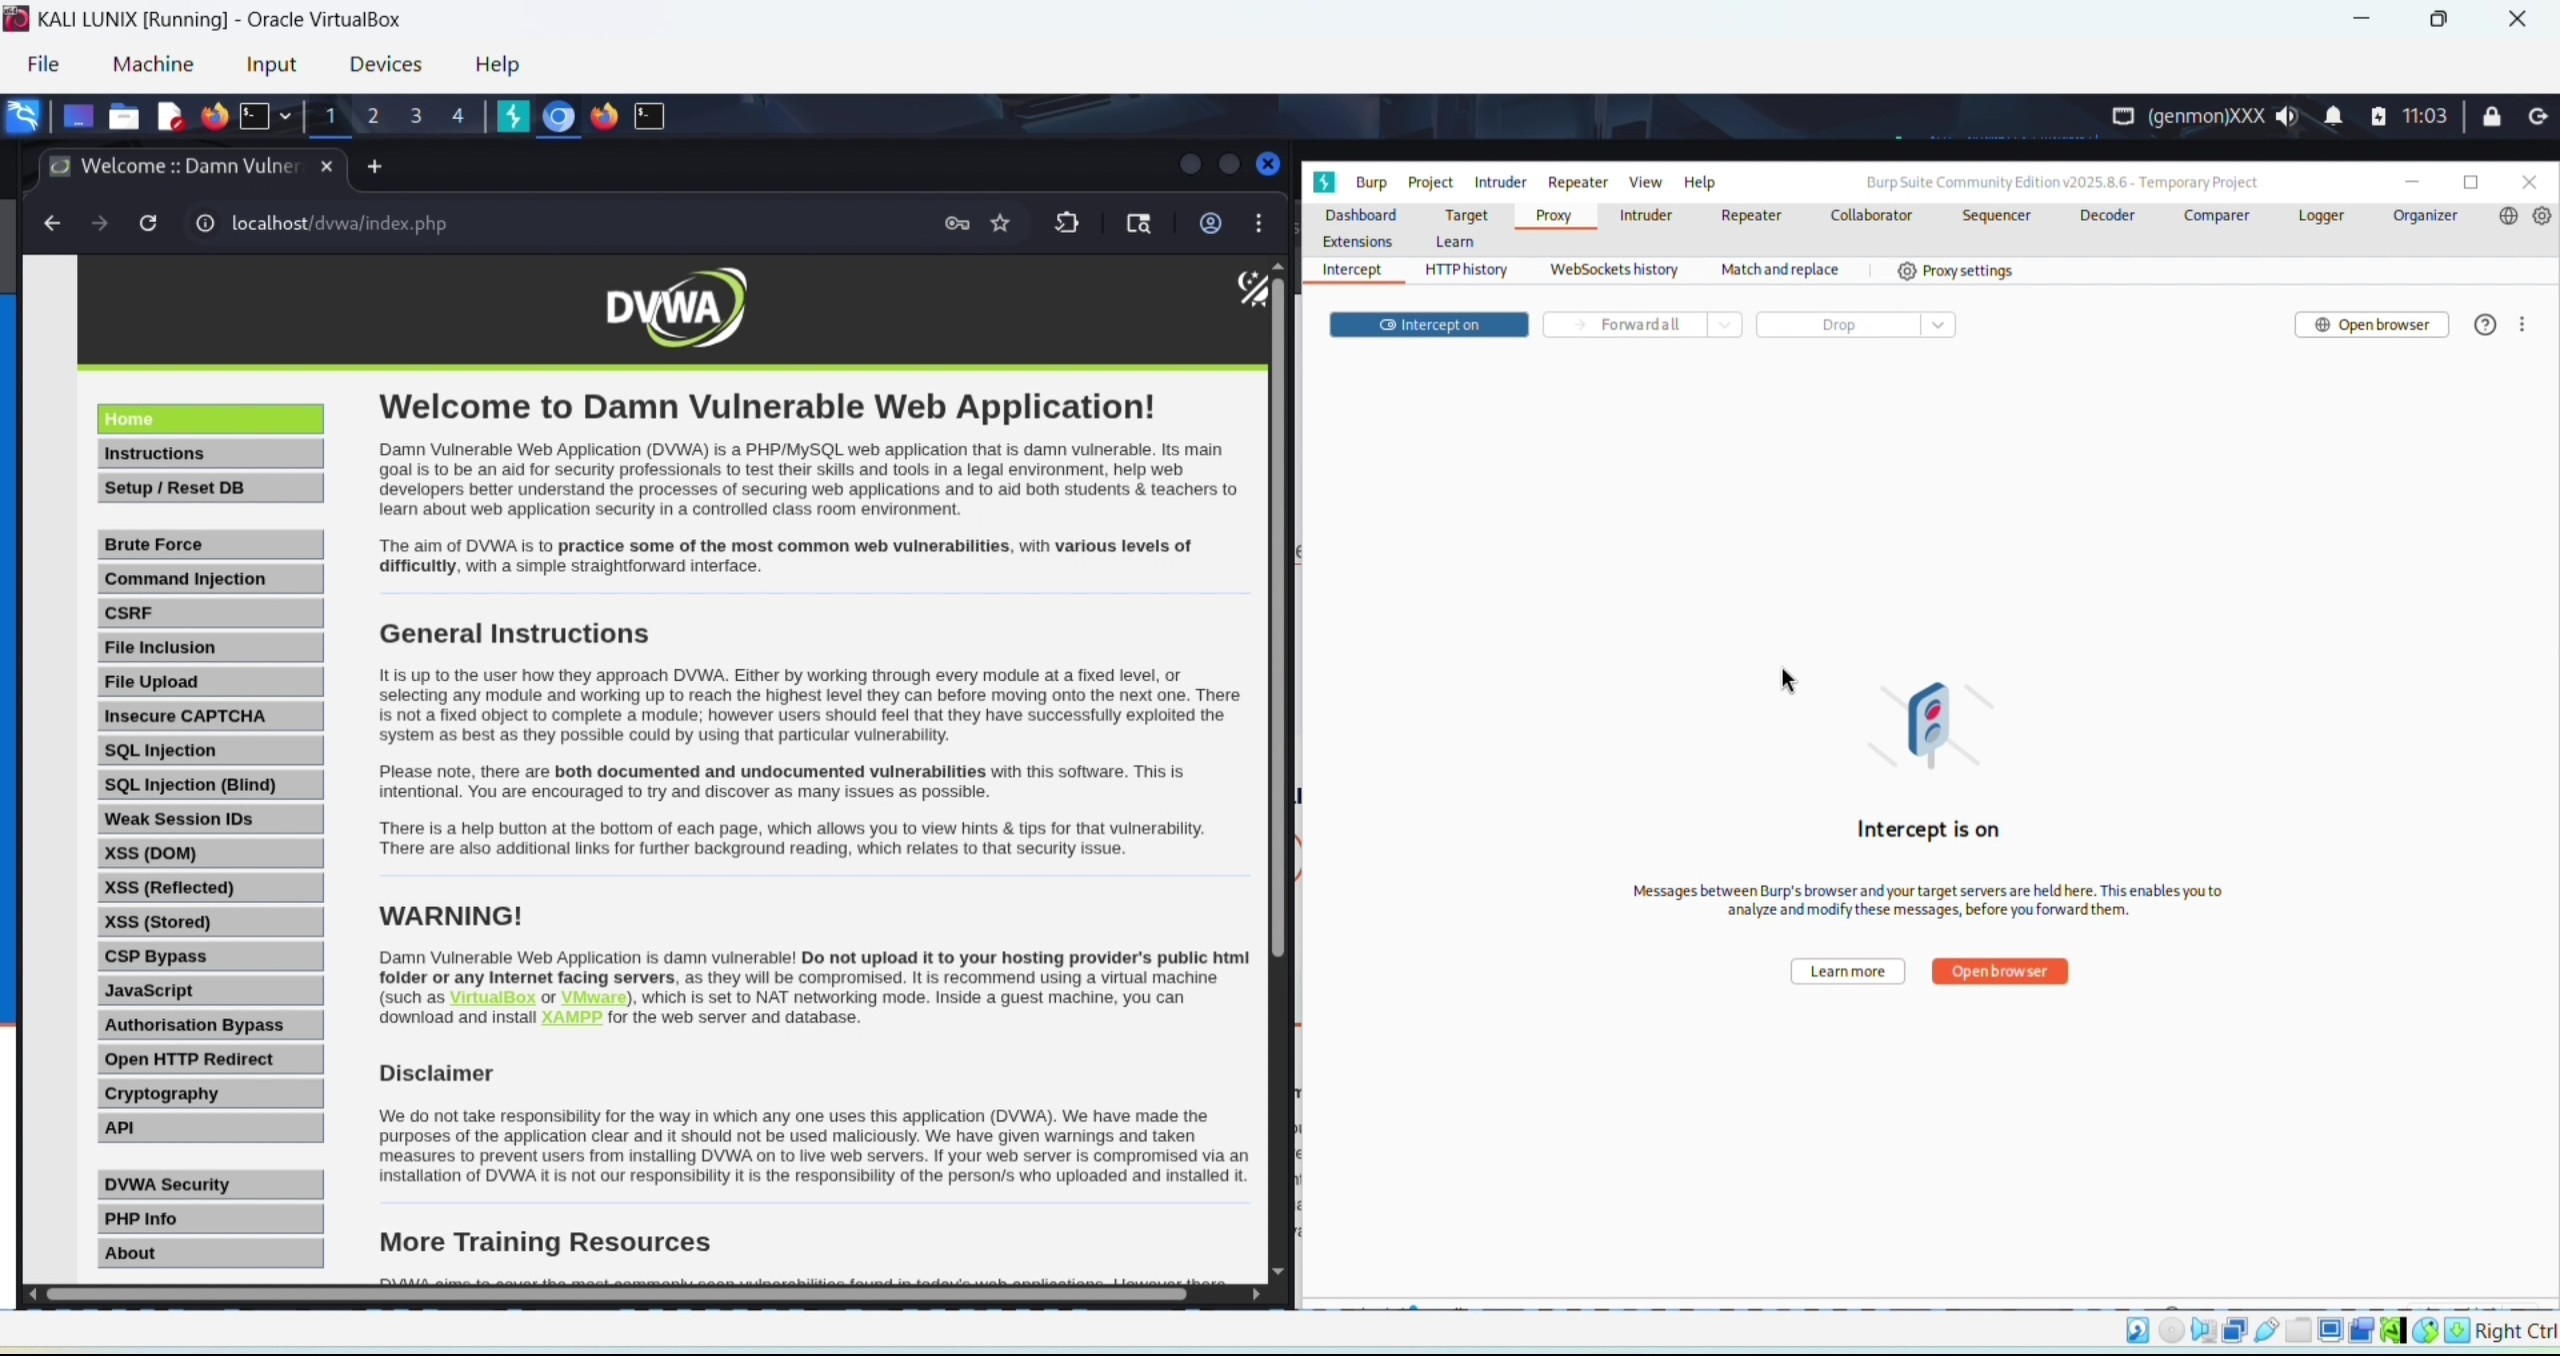 KALI LUNIX [Running] - Oracle VirtualBox
File Machine Input Devices Help
1 2 3 4 (genmon)XXX 11:03
Welcome :: Damn Vulner
localhost/dvwa/index.php
DVWA
Home
Instructions
Setup / Reset DB
Brute Force
Command Injection
CSRF
File Inclusion
File Upload
Insecure CAPTCHA
SQL Injection
SQL Injection (Blind)
Weak Session IDs
XSS (DOM)
XSS (Reflected)
XSS (Stored)
CSP Bypass
JavaScript
Authorisation Bypass
Open HTTP Redirect
Cryptography
API
DVWA Security
PHP Info
About
Welcome to Damn Vulnerable Web Application!
Damn Vulnerable Web Application (DVWA) is a PHP/MySQL web application that is damn vulnerable. Its main
goal is to be an aid for security professionals to test their skills and tools in a legal environment, help web
developers better understand the processes of securing web applications and to aid both students & teachers to
learn about web application security in a controlled class room environment.
The aim of DVWA is to practice some of the most common web vulnerabilities, with various levels of
difficultly, with a simple straightforward interface.
General Instructions
It is up to the user how they approach DVWA. Either by working through every module at a fixed level, or
selecting any module and working up to reach the highest level they can before moving onto the next one. There
is not a fixed object to complete a module; however users should feel that they have successfully exploited the
system as best as they possible could by using that particular vulnerability.
Please note, there are both documented and undocumented vulnerabilities with this software. This is
intentional. You are encouraged to try and discover as many issues as possible.
There is a help button at the bottom of each page, which allows you to view hints & tips for that vulnerability.
There are also additional links for further background reading, which relates to that security issue.
WARNING!
Damn Vulnerable Web Application is damn vulnerable! Do not upload it to your hosting provider's public html
folder or any Internet facing servers, as they will be compromised. It is recommend using a virtual machine
(such as VirtualBox or VMware), which is set to NAT networking mode. Inside a guest machine, you can
download and install XAMPP for the web server and database.
Disclaimer
We do not take responsibility for the way in which any one uses this application (DVWA). We have made the
purposes of the application clear and it should not be used maliciously. We have given warnings and taken
measures to prevent users from installing DVWA on to live web servers. If your web server is compromised via an
installation of DVWA it is not our responsibility it is the responsibility of the person/s who uploaded and installed it.
More Training Resources
DVWA aims to cover the most commonly seen vulnerabilities found in today's web applications. However there
Burp Project Intruder Repeater View Help Burp Suite Community Edition v2025.8.6 - Temporary Project
Dashboard Target Proxy Intruder Repeater Collaborator Sequencer Decoder Comparer Logger Organizer
Extensions Learn
Intercept HTTP history WebSockets history Match and replace Proxy settings
Intercept on Forward all Drop Open browser
Intercept is on
Messages between Burp's browser and your target servers are held here. This enables you to
analyze and modify these messages, before you forward them.
Learn more Open browser
Right Ctrl